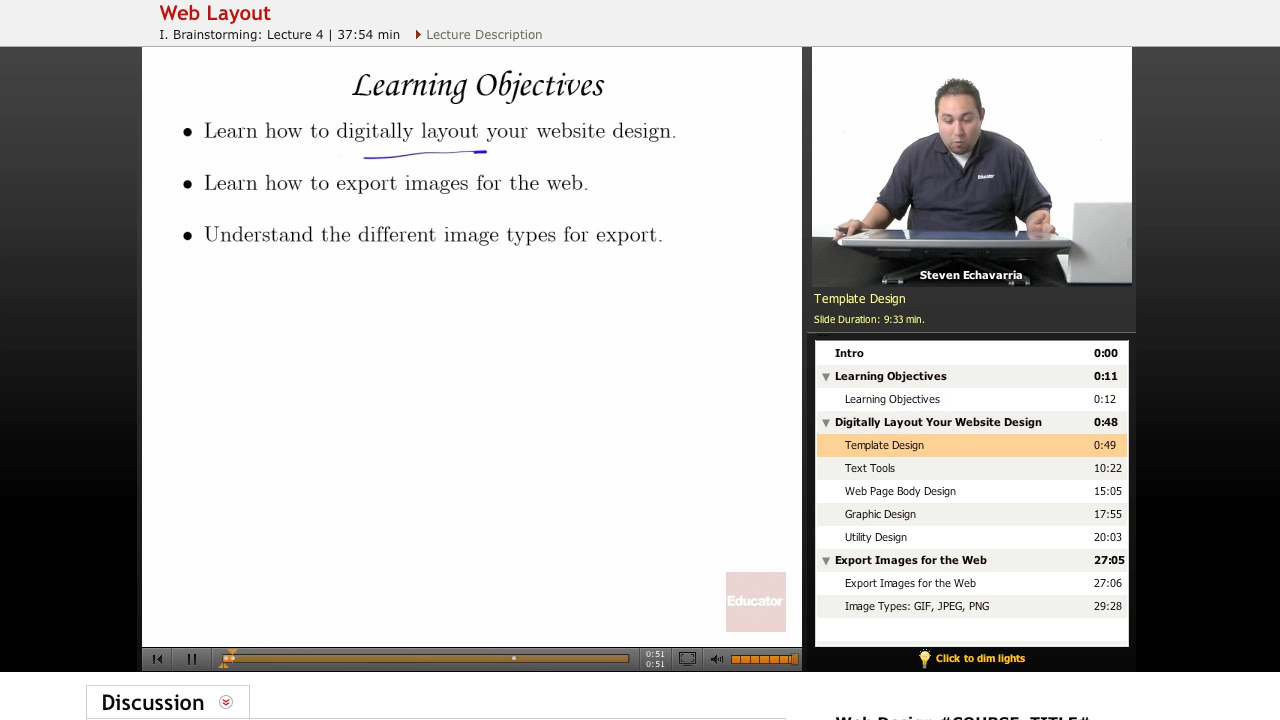 Web Layout
I. Brainstorming: Lecture 4 | 37:54 min Lecture Description
Learning Objectives
• Learn how to digitally layout your website design.
• Learn how to export images for the web.
• Understand the different image types for export.
Educator
Educator
Steven Echavarria
Template Design
Slide Duration: 9:33 min.
Intro 0:00
Learning Objectives 0:11
Learning Objectives 0:12
Digitally Layout Your Website Design 0:48
Template Design 0:49
Text Tools 10:22
Web Page Body Design 15:05
Graphic Design 17:55
Utility Design 20:03
Export Images for the Web 27:05
Export Images for the Web 27:06
Image Types: GIF, JPEG, PNG 29:28
0:51
0:51
Click to dim lights
Discussion
Web Design #COURSE_TITLE#